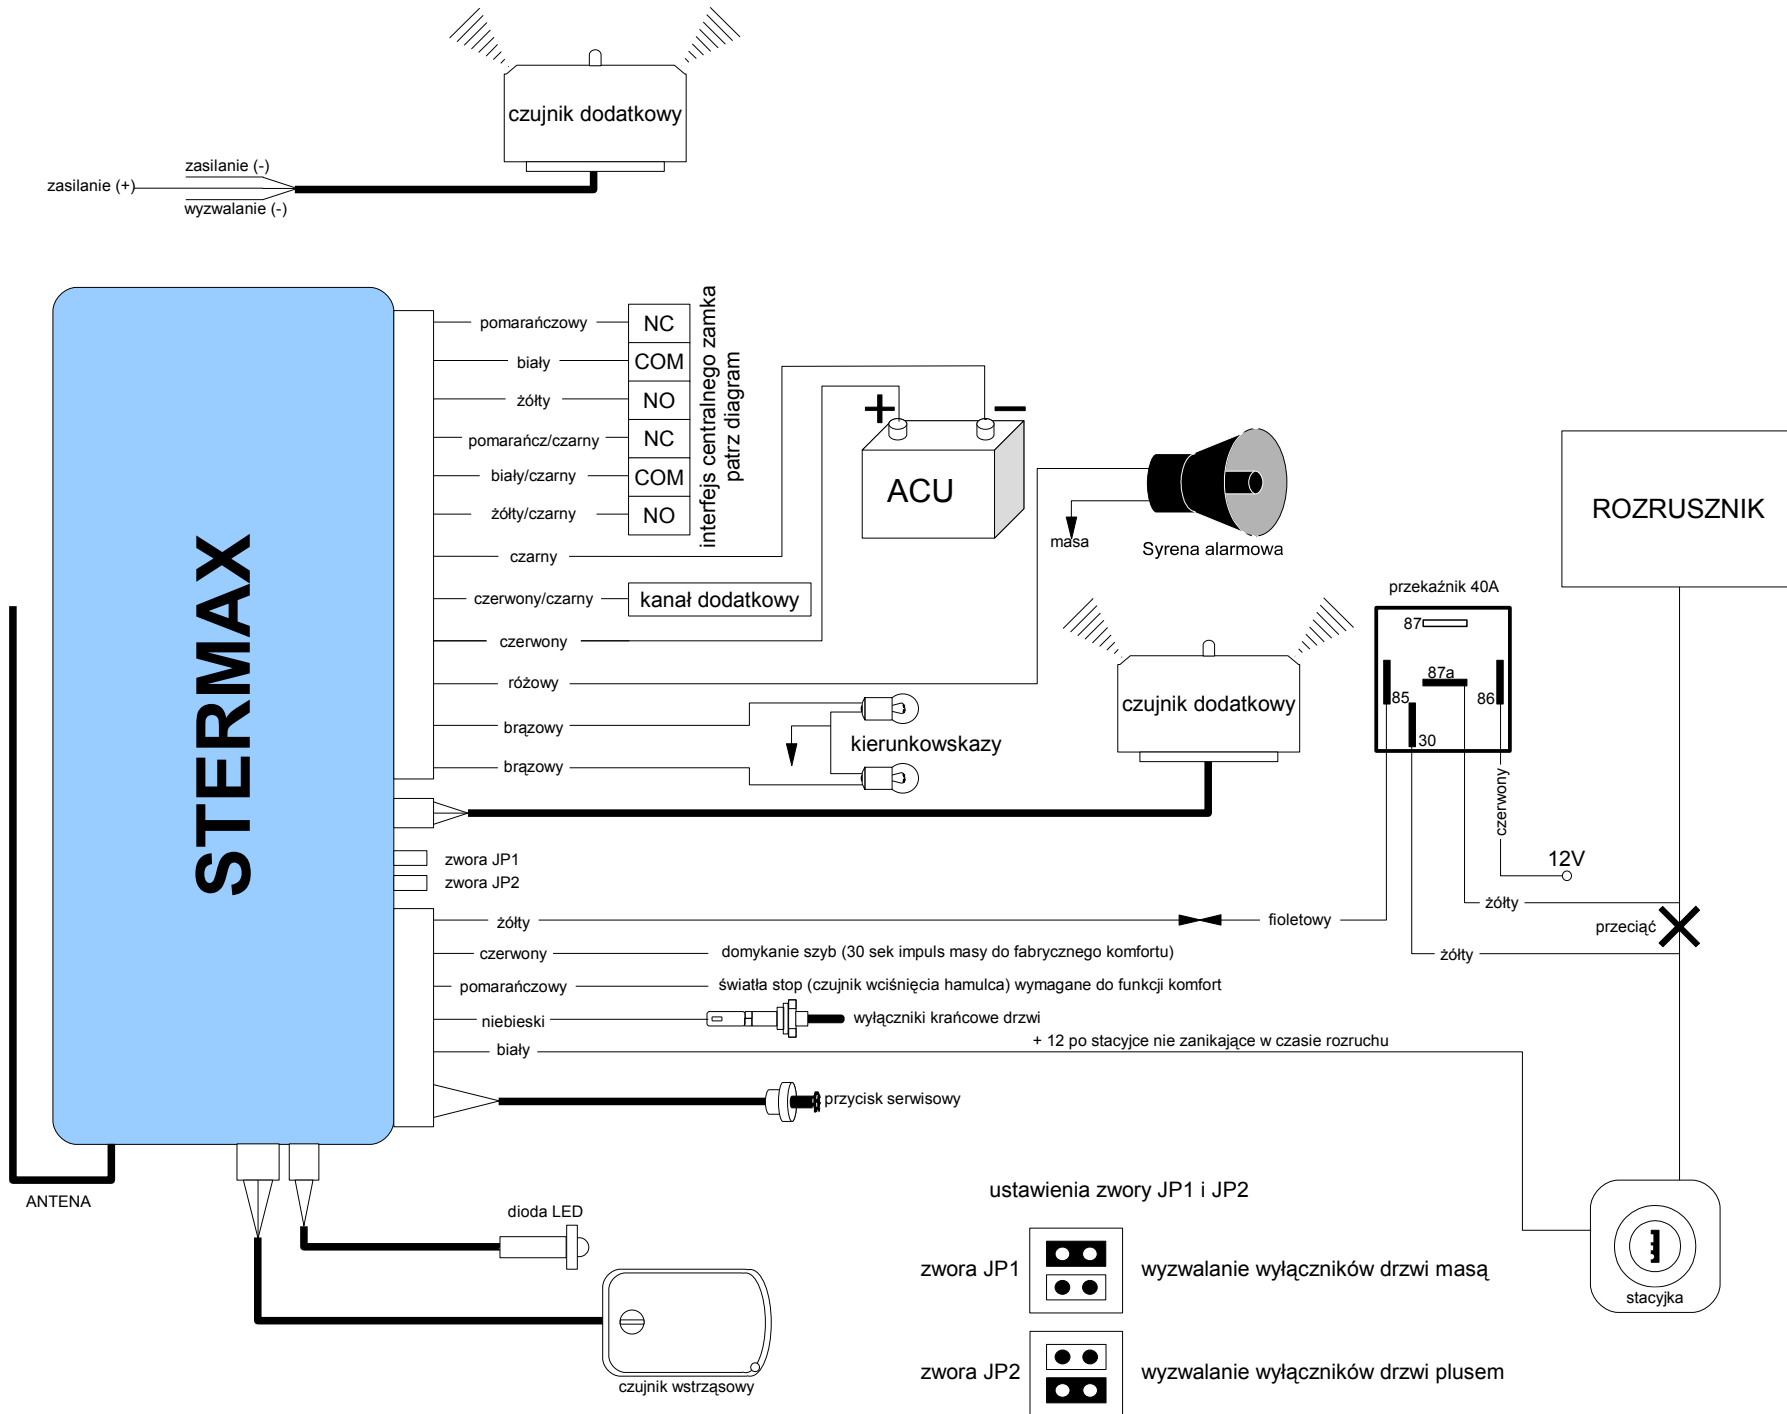 czujnik dodatkowy
zasilanie (-)
zasilanie (+)
wyzwalanie (-)
STERMAX
pomarańczowy
NC
biały
COM
żółty
NO
pomarańcz/czarny
NC
biały/czarny
COM
żółty/czarny
NO
interfejs centralnego zamka
patrz diagram
czarny
czerwony/czarny
kanał dodatkowy
czerwony
różowy
brązowy
brązowy
kierunkowskazy
ACU
masa
Syrena alarmowa
czujnik dodatkowy
przekaźnik 40A
87
87a
85
86
30
czerwony
12V
ROZRUSZNIK
żółty
przeciąć
żółty
zwora JP1
zwora JP2
żółty
fioletowy
czerwony
domykanie szyb (30 sek impuls masy do fabrycznego komfortu)
pomarańczowy
światła stop (czujnik wciśnięcia hamulca) wymagane do funkcji komfort
niebieski
wyłączniki krańcowe drzwi
biały
+ 12 po stacyjce nie zanikające w czasie rozruchu
przycisk serwisowy
ANTENA
dioda LED
czujnik wstrząsowy
stacyjka
ustawienia zwory JP1 i JP2
zwora JP1
wyzwalanie wyłączników drzwi masą
zwora JP2
wyzwalanie wyłączników drzwi plusem